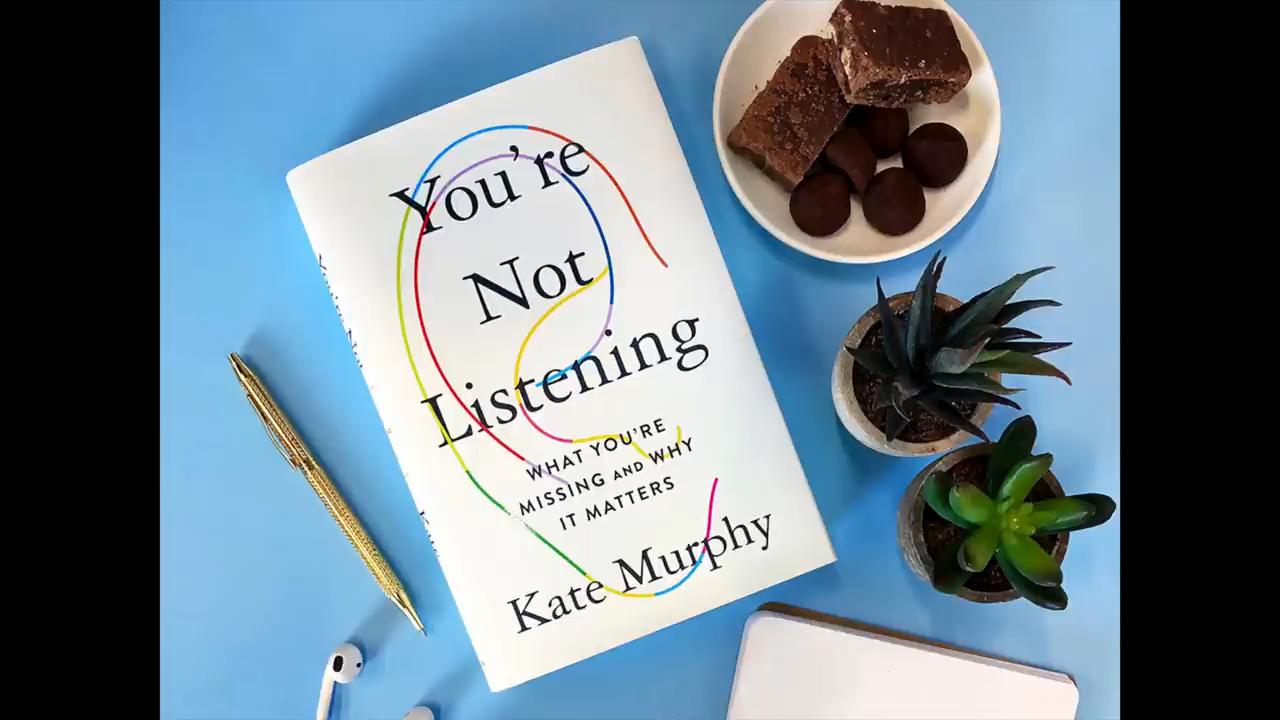 You're
Not
Listening
WHAT YOU'RE
MISSING AND WHY
IT MATTERS
Kate Murphy